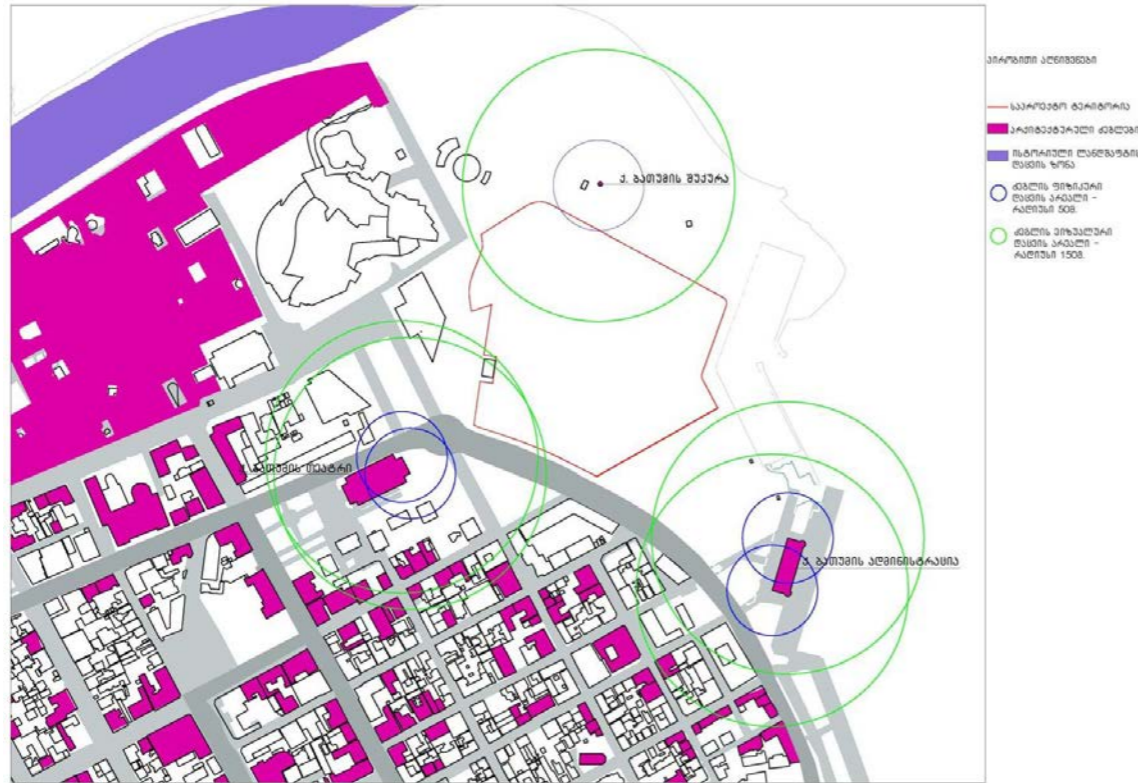 პირობითი აღნიშვნები
საპროექტო ტერიტორია
არქიტექტურული ძეგლები
ისტორიული ლანდშაფტის
დაცვის ზონა
ძეგლის ფიზიკური
დაცვის არეალი -
რადიუსი 50მ.
ძეგლის ვიზუალური
დაცვის არეალი -
რადიუსი 150მ.
ქ. ბათუმის შუქურა
ბათუმის თეატრი
ქ. ბათუმის ადმინისტრაცია